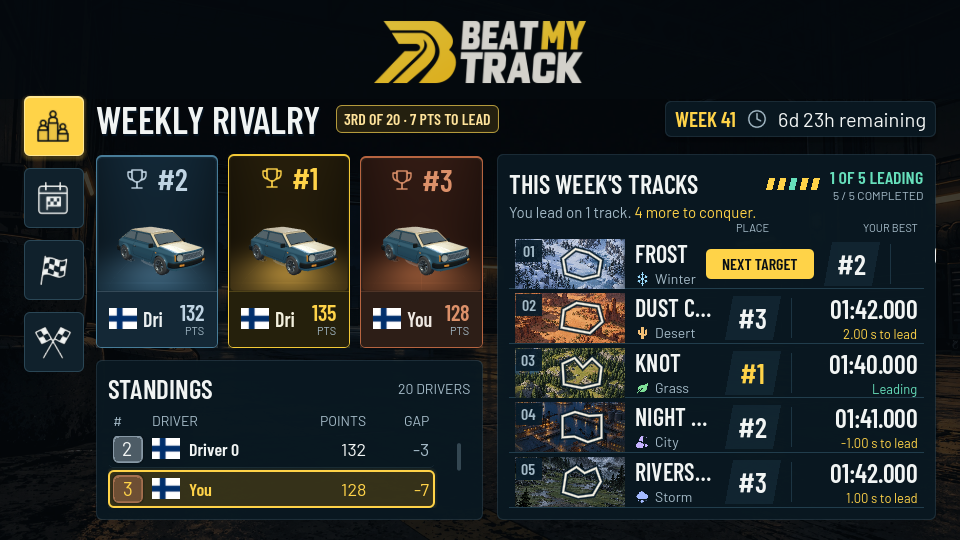 BEAT MY
TRACK
WEEKLY RIVALRY
3RD OF 20 · 7 PTS TO LEAD
WEEK 41
6d 23h remaining
#2
Dri
132
PTS
#1
Dri
135
PTS
#3
You
128
PTS
STANDINGS
20 DRIVERS
# DRIVER POINTS GAP
2 Driver 0 132 -3
3 You 128 -7
THIS WEEK'S TRACKS
1 OF 5 LEADING
5 / 5 COMPLETED
You lead on 1 track. 4 more to conquer.
PLACE YOUR BEST
01 FROST NEXT TARGET #2
Winter
02 DUST C... #3 01:42.000
Desert 2.00 s to lead
03 KNOT #1 01:40.000
Grass Leading
04 NIGHT ... #2 01:41.000
City -1.00 s to lead
05 RIVERS... #3 01:42.000
Storm 1.00 s to lead